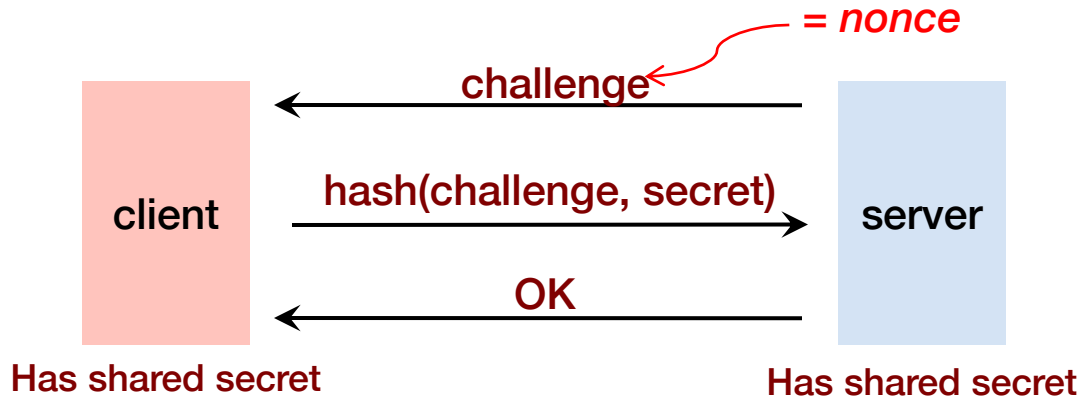 = nonce
challenge
hash(challenge, secret)
client
server
OK
Has shared secret
Has shared secret